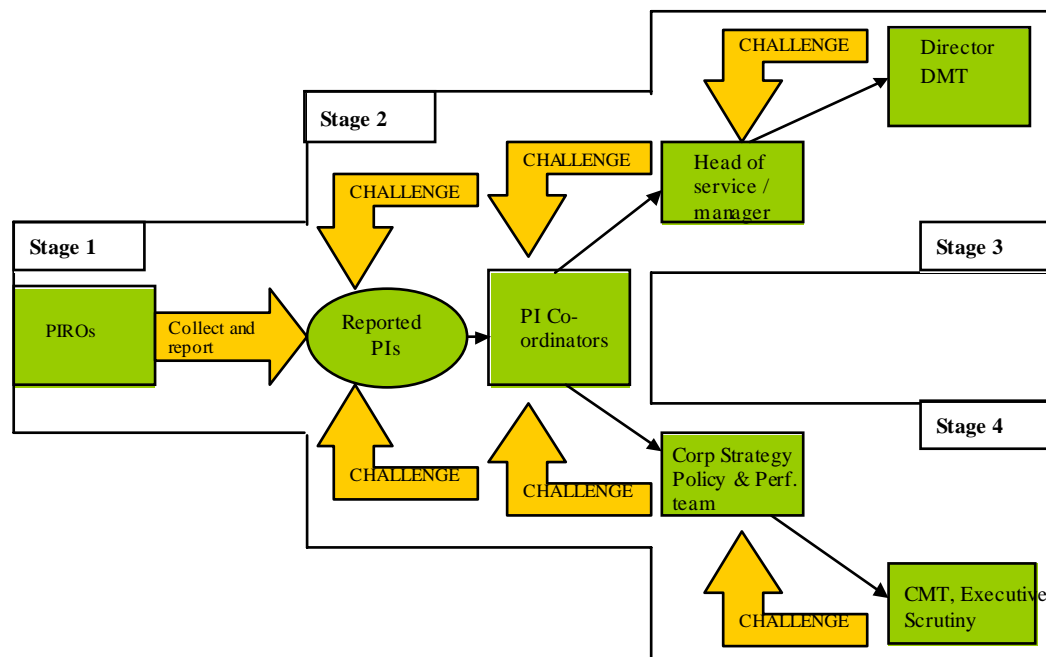 CHALLENGE
Director
DMT
Stage 2
CHALLENGE
Head of
service /
manager
CHALLENGE
Stage 1
Stage 3
PIROs
Collect and
report
Reported
PIs
PI Co-
ordinators
Stage 4
CHALLENGE
CHALLENGE
Corp Strategy
Policy & Perf.
team
CHALLENGE
CMT, Executive
Scrutiny